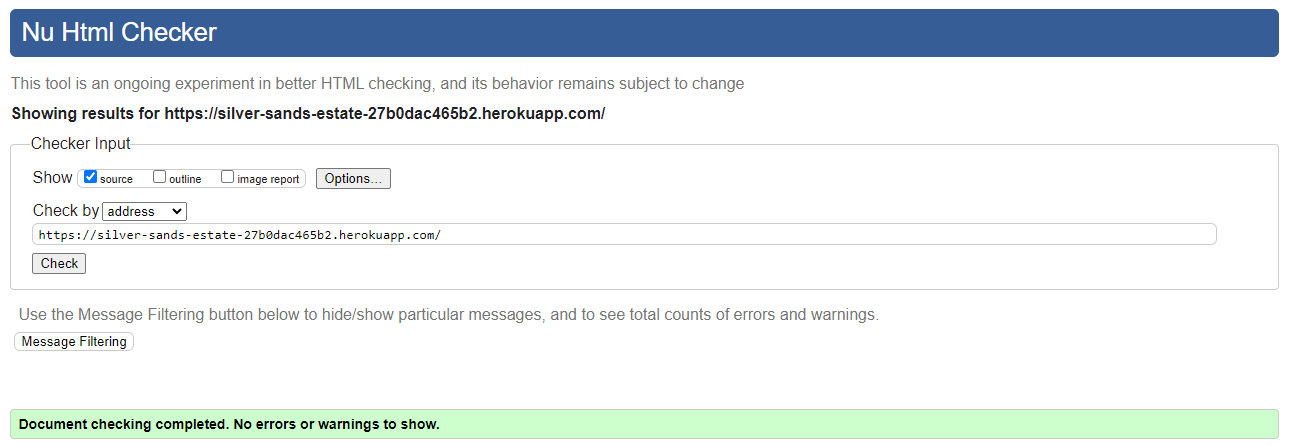 Nu Html Checker
This tool is an ongoing experiment in better HTML checking, and its behavior remains subject to change
Showing results for https://silver-sands-estate-27b0dac465b2.herokuapp.com/
Checker Input
Show source outline image report Options...
Check by address
https://silver-sands-estate-27b0dac465b2.herokuapp.com/
Check
Use the Message Filtering button below to hide/show particular messages, and to see total counts of errors and warnings.
Message Filtering
Document checking completed. No errors or warnings to show.